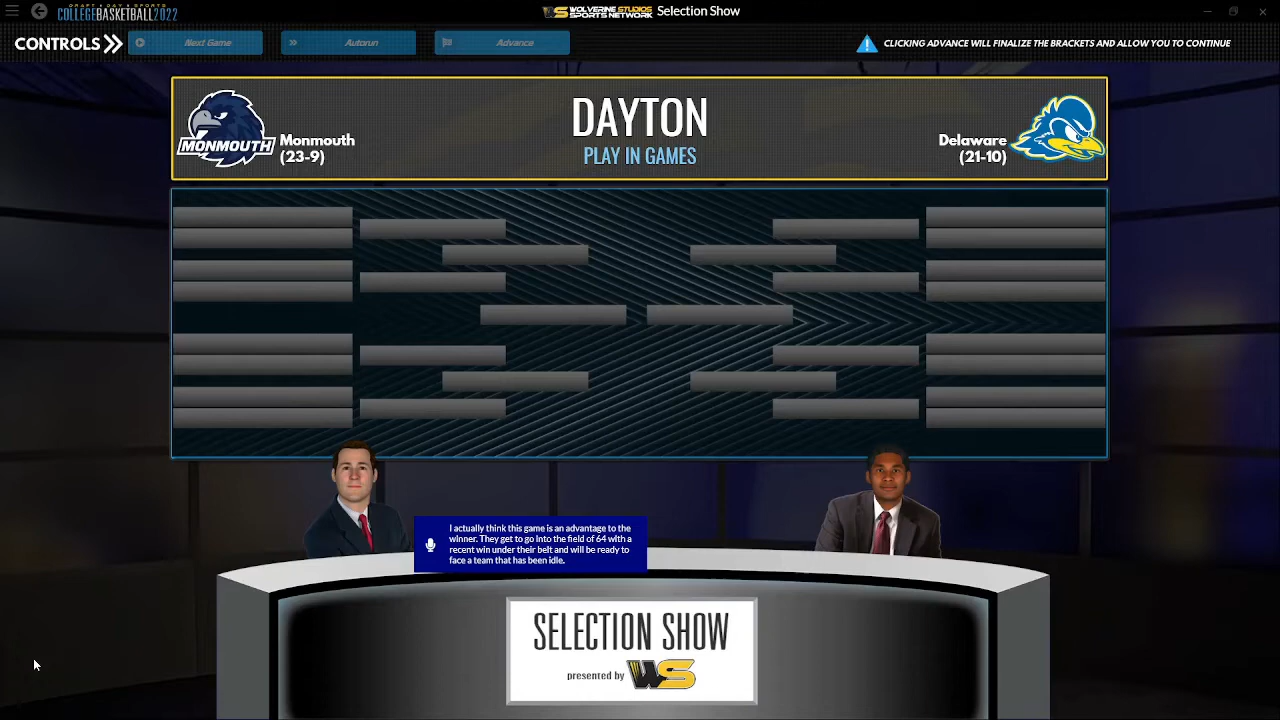 DRAFT DAY SPORTS
COLLEGE BASKETBALL 2022
WS WOLVERINE STUDIOS
SPORTS NETWORK
Selection Show
CONTROLS
Next Game
Autorun
Advance
CLICKING ADVANCE WILL FINALIZE THE BRACKETS AND ALLOW YOU TO CONTINUE
MONMOUTH
Monmouth
(23-9)
DAYTON
PLAY IN GAMES
Delaware
(21-10)
I actually think this game is an advantage to the
winner. They get to go into the field of 64 with a
recent win under their belt and will be ready to
face a team that has been idle.
SELECTION SHOW
presented by WS